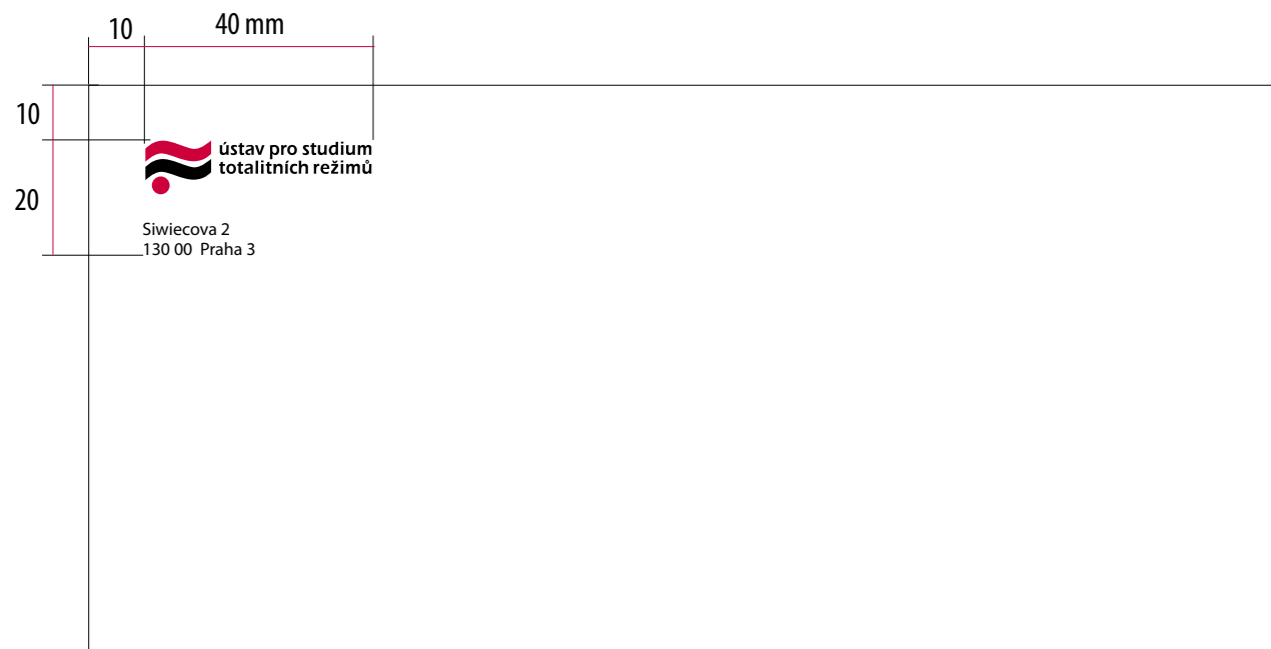 10
40 mm
10
20
ústav pro studium
totalitních režimů
Siwiecova 2
130 00  Praha 3